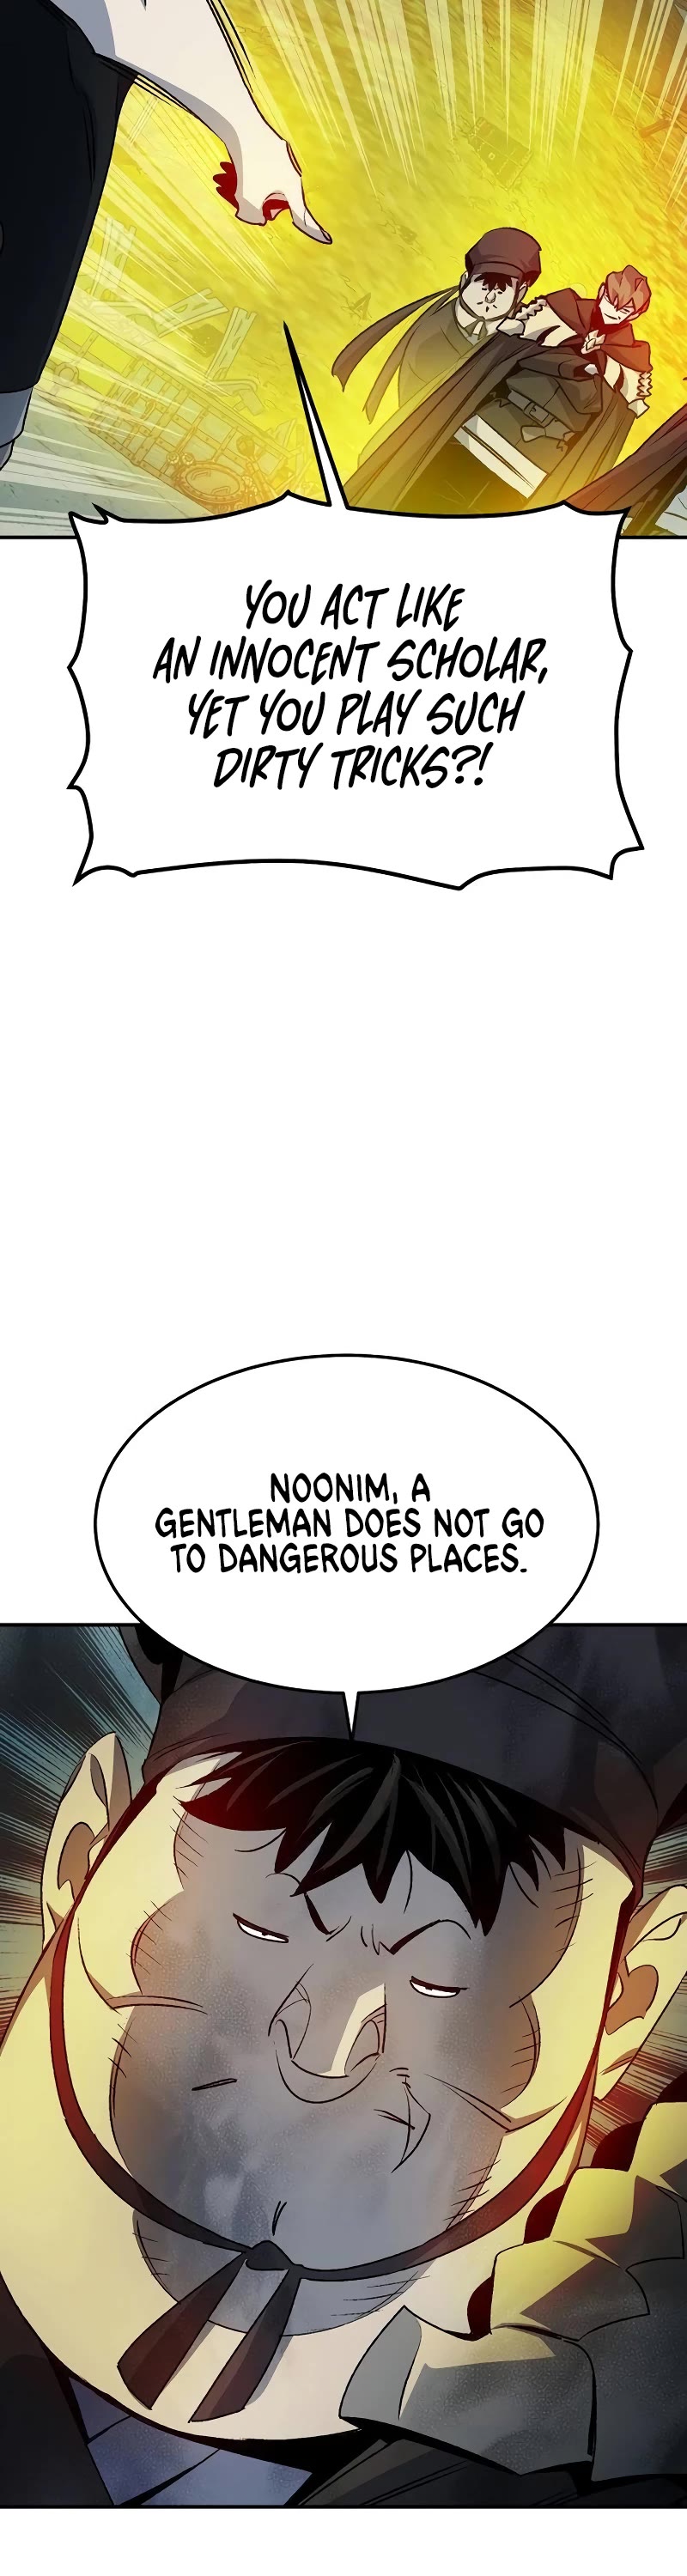 YOU ACT LIKE
AN INNOCENT SCHOLAR,
YET YOU PLAY SUCH
DIRTY TRICKS?!
NOONIM, A
GENTLEMAN DOES NOT GO
TO DANGEROUS PLACES.